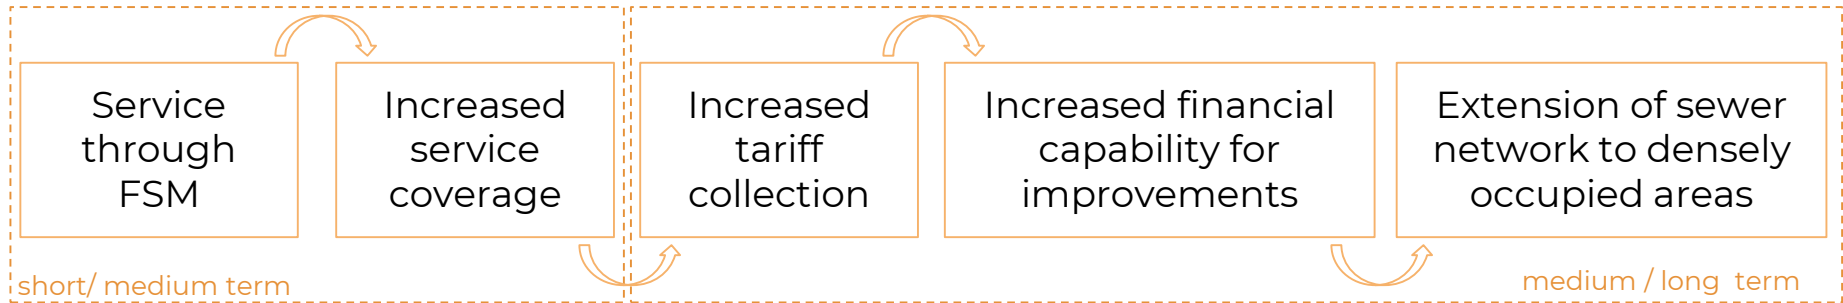 Service
through
FSM
Increased
service
coverage
short/ medium term
Increased
tariff
collection
Increased financial
capability for
improvements
Extension of sewer
network to densely
occupied areas
medium / long term